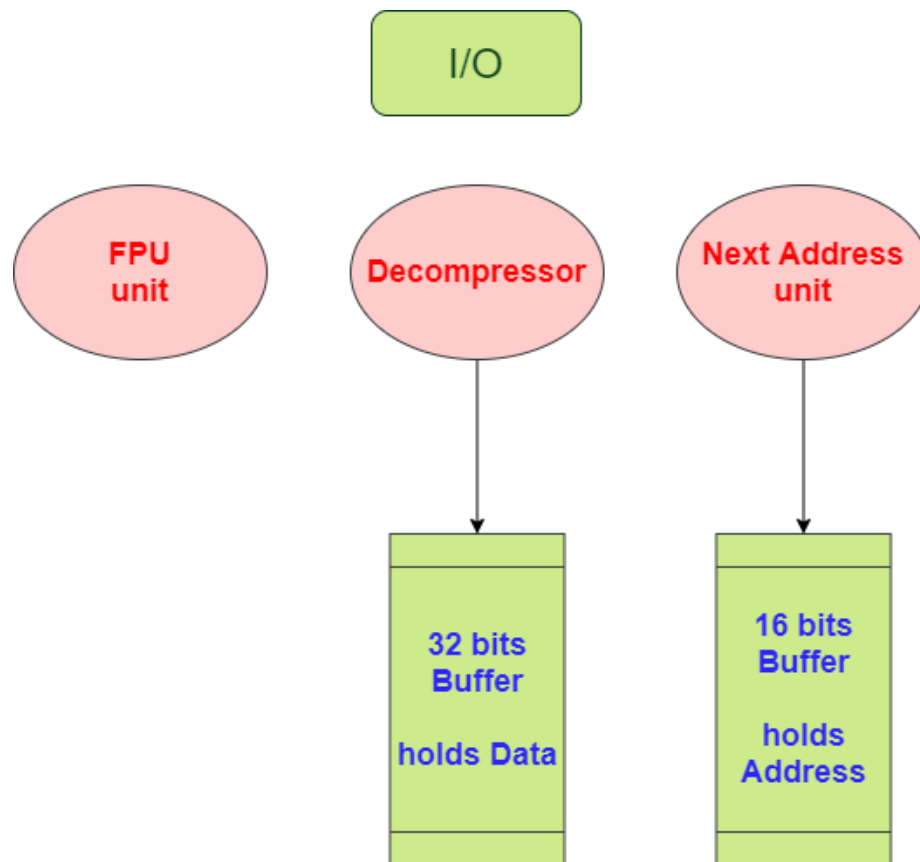 I/O
FPU
unit
Decompressor
Next Address
unit
32 bits
Buffer
holds Data
16 bits
Buffer
holds
Address